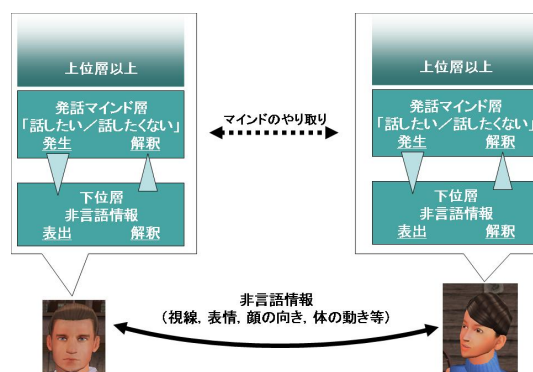 上位層以上
発話マインド層
「話したい／話したくない」
発生 解釈
下位層
非言語情報
表出 解釈
マインドのやり取り
上位層以上
発話マインド層
「話したい／話したくない」
発生 解釈
下位層
非言語情報
表出 解釈
非言語情報
（視線，表情，顔の向き，体の動き等）